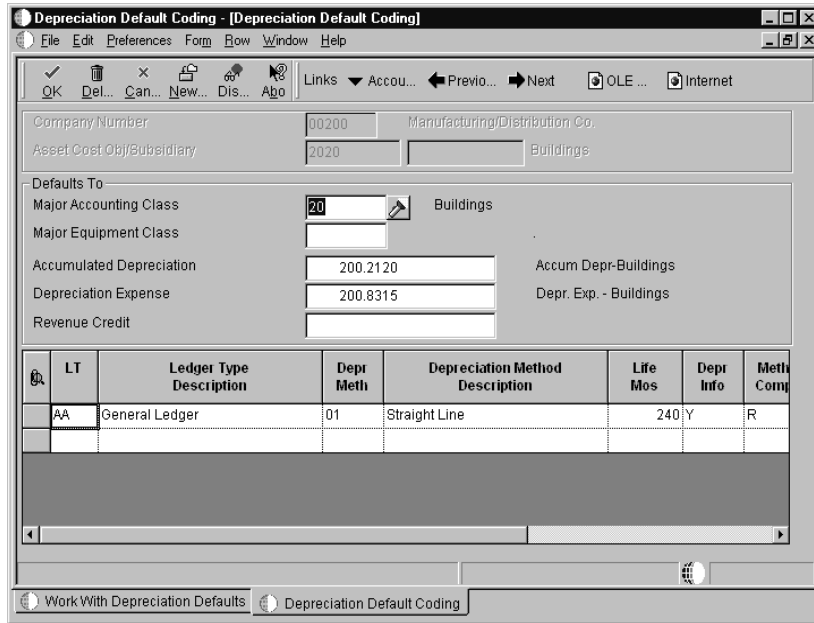 Depreciation Default Coding - [Depreciation Default Coding]
File Edit Preferences Form Row Window Help
OK Del... Can... New... Dis... Abo Links Accou... Previo... Next OLE ... Internet
Company Number 00200 Manufacturing/Distribution Co.
Asset Cost Obj/Subsidiary 2020 Buildings
Defaults To
Major Accounting Class 20 Buildings
Major Equipment Class .
Accumulated Depreciation 200.2120 Accum Depr-Buildings
Depreciation Expense 200.8315 Depr. Exp. - Buildings
Revenue Credit
LT Ledger Type Description Depr Meth Depreciation Method Description Life Mos Depr Info Meth Comp
AA General Ledger 01 Straight Line 240 Y R
Work With Depreciation Defaults Depreciation Default Coding